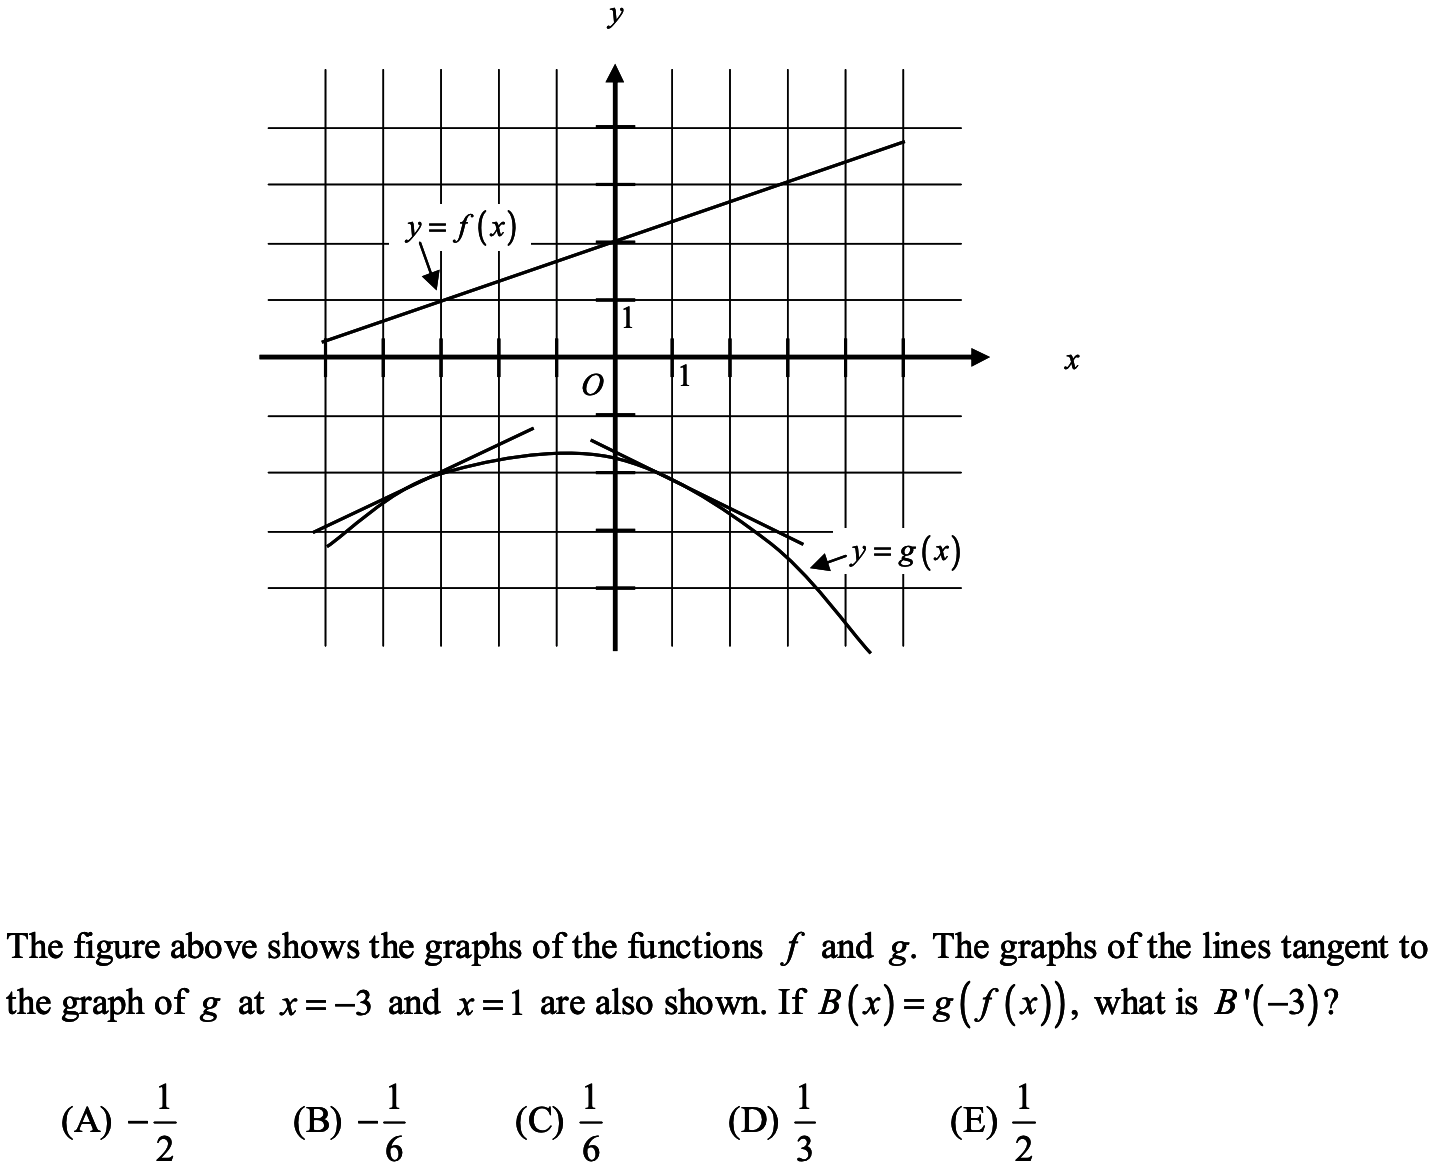 y
y = f(x)
1
O
1
x
y = g(x)
The figure above shows the graphs of the functions f and g. The graphs of the lines tangent to
the graph of g at x = −3 and x = 1 are also shown. If B(x) = g(f(x)), what is B'(−3)?
(A) −1/2 (B) −1/6 (C) 1/6 (D) 1/3 (E) 1/2